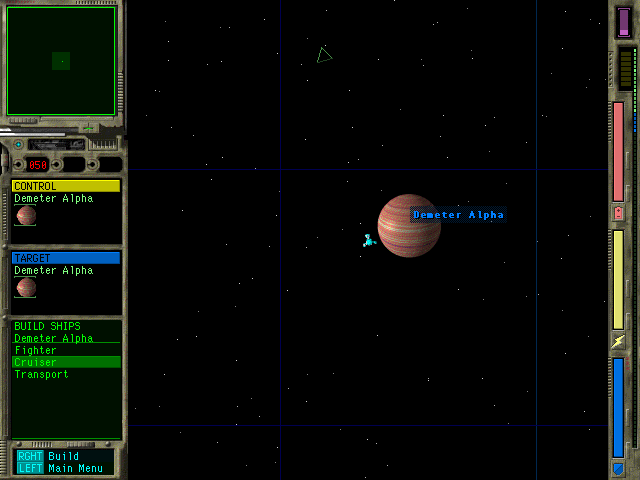 050
CONTROL
Demeter Alpha
TARGET
Demeter Alpha
BUILD SHIPS
Demeter Alpha
Fighter
Cruiser
Transport
RGHT Build
LEFT Main Menu
Demeter Alpha